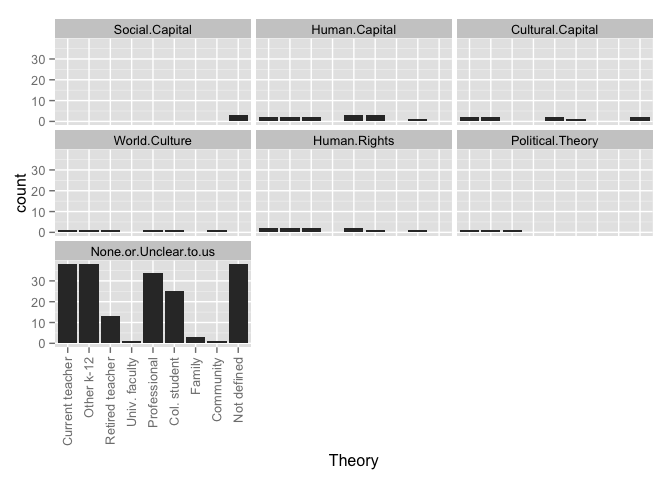 Social.Capital Human.Capital Cultural.Capital
30
20
10
0
World.Culture Human.Rights Political.Theory
30
20
10
0
None.or.Unclear.to.us
30
20
10
0
count
Current teacher
Other k-12
Retired teacher
Univ. faculty
Professional
Col. student
Family
Community
Not defined
Theory